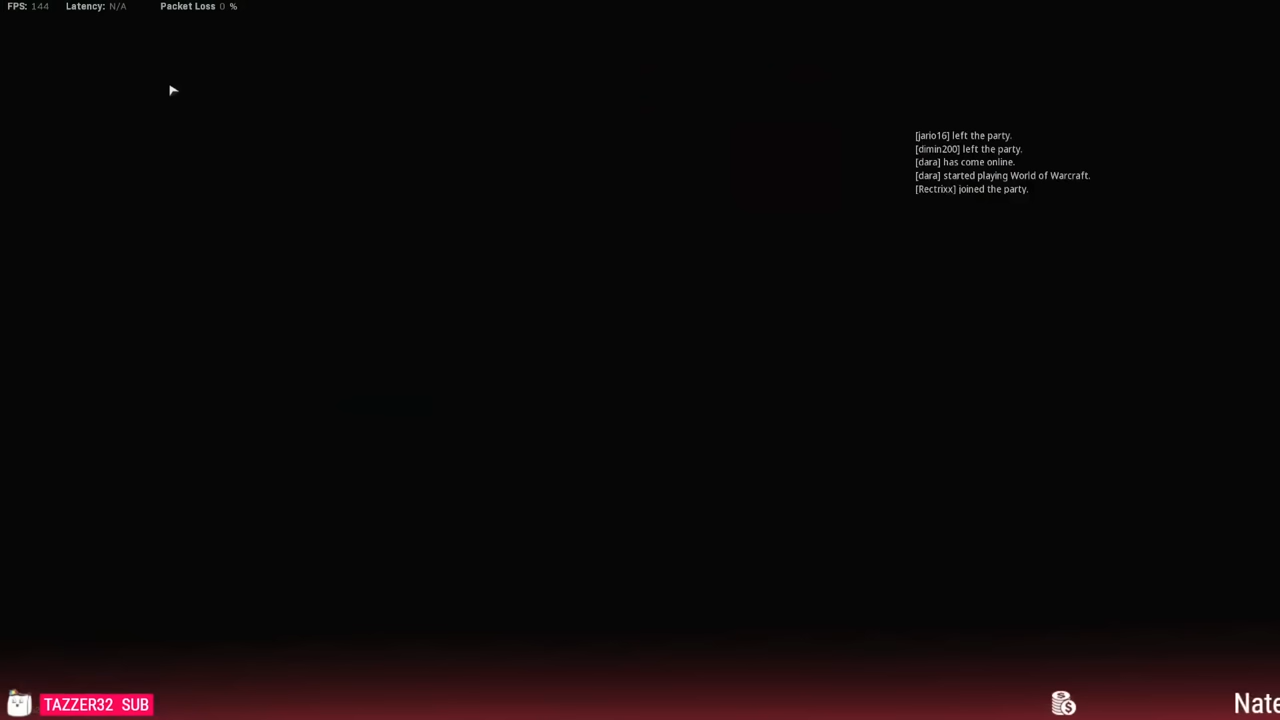 FPS: 144 Latency: N/A Packet Loss 0 %
[jario16] left the party.
[dimin200] left the party.
[dara] has come online.
[dara] started playing World of Warcraft.
[Rectrixx] joined the party.
TAZZER32 SUB
Nate